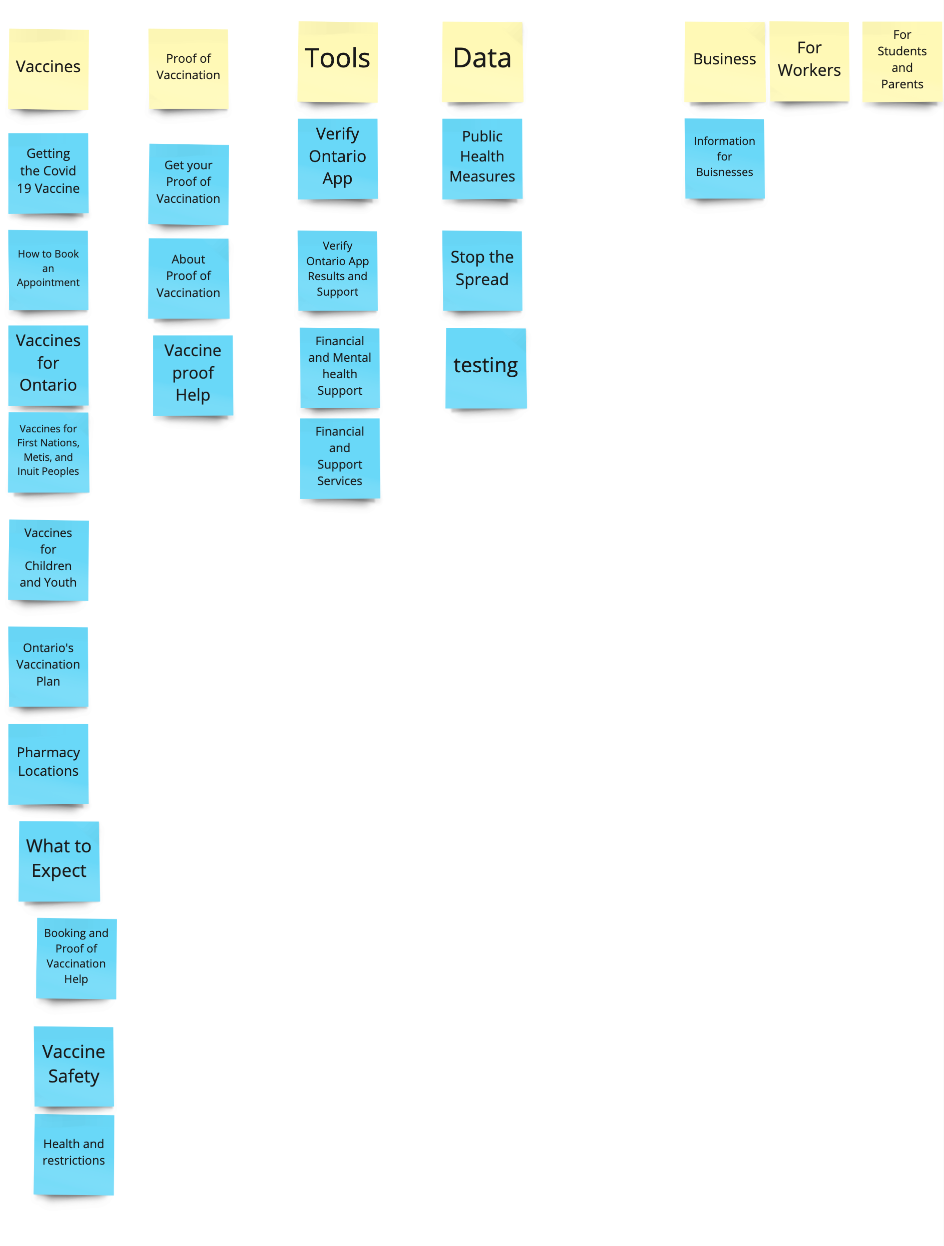 Vaccines
Getting
the Covid
19 Vaccine
How to Book
an
Appointment
Vaccines
for
Ontario
Vaccines for
First Nations,
Metis, and
Inuit Peoples
Vaccines
for
Children
and Youth
Ontario's
Vaccination
Plan
Pharmacy
Locations
What to
Expect
Booking and
Proof of
Vaccination
Help
Vaccine
Safety
Health and
restrictions
Proof of
Vaccination
Get your
Proof of
Vaccination
About
Proof of
Vaccination
Vaccine
proof
Help
Tools
Verify
Ontario
App
Verify
Ontario App
Results and
Support
Financial
and Mental
health
Support
Financial
and
Support
Services
Data
Public
Health
Measures
Stop the
Spread
testing
Business
Information
for
Buisnesses
For
Workers
For
Students
and
Parents